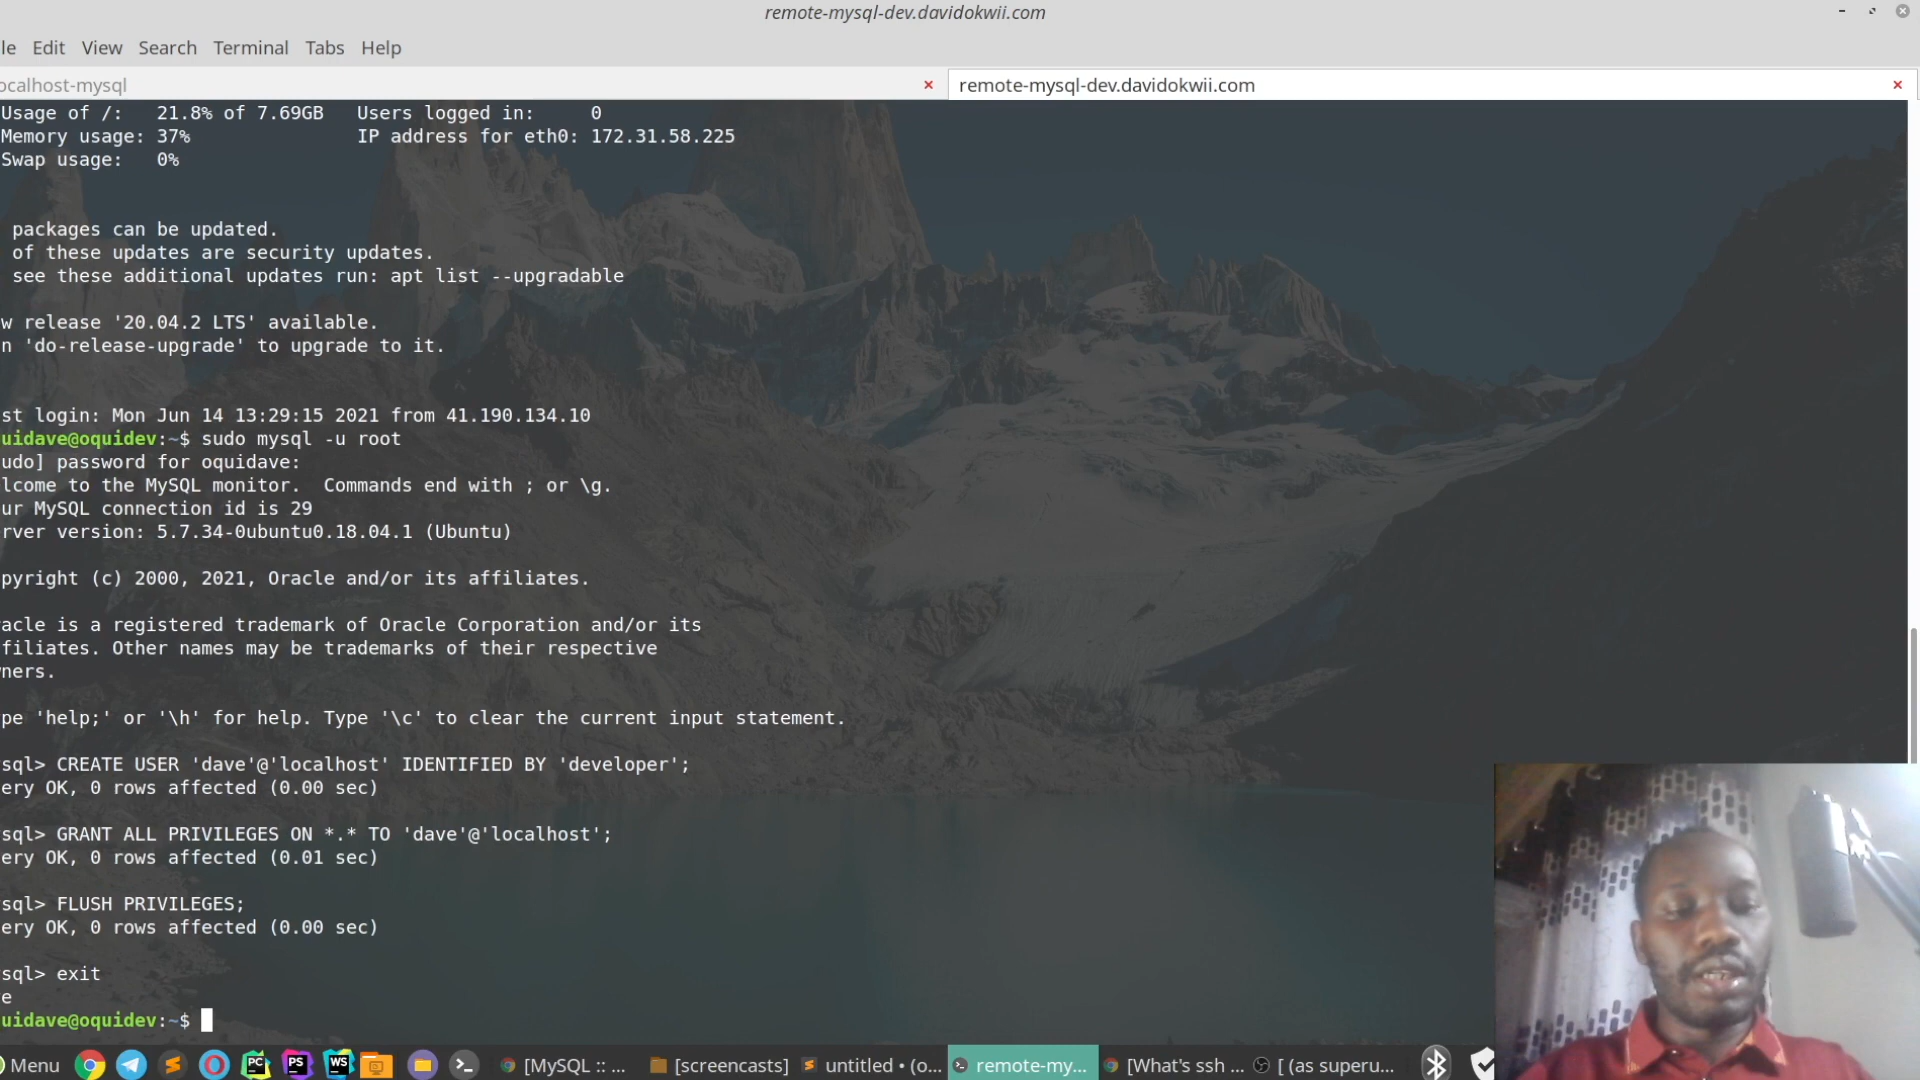 remote-mysql-dev.davidokwii.com
le Edit View Search Terminal Tabs Help
ocalhost-mysql
remote-mysql-dev.davidokwii.com
Usage of /:   21.8% of 7.69GB   Users logged in:     0
Memory usage: 37%               IP address for eth0: 172.31.58.225
Swap usage:   0%
packages can be updated.
of these updates are security updates.
see these additional updates run: apt list --upgradable
w release '20.04.2 LTS' available.
n 'do-release-upgrade' to upgrade to it.
st login: Mon Jun 14 13:29:15 2021 from 41.190.134.10
uidave@oquidev:~$ sudo mysql -u root
udo] password for oquidave:
lcome to the MySQL monitor.  Commands end with ; or \g.
ur MySQL connection id is 29
rver version: 5.7.34-0ubuntu0.18.04.1 (Ubuntu)
pyright (c) 2000, 2021, Oracle and/or its affiliates.
acle is a registered trademark of Oracle Corporation and/or its
filiates. Other names may be trademarks of their respective
ners.
pe 'help;' or '\h' for help. Type '\c' to clear the current input statement.
sql> CREATE USER 'dave'@'localhost' IDENTIFIED BY 'developer';
ery OK, 0 rows affected (0.00 sec)
sql> GRANT ALL PRIVILEGES ON *.* TO 'dave'@'localhost';
ery OK, 0 rows affected (0.01 sec)
sql> FLUSH PRIVILEGES;
ery OK, 0 rows affected (0.00 sec)
sql> exit
e
uidave@oquidev:~$
Menu PC PS WS [MySQL :: ... [screencasts] untitled • (o... remote-my... [What's ssh ... [ (as superu...